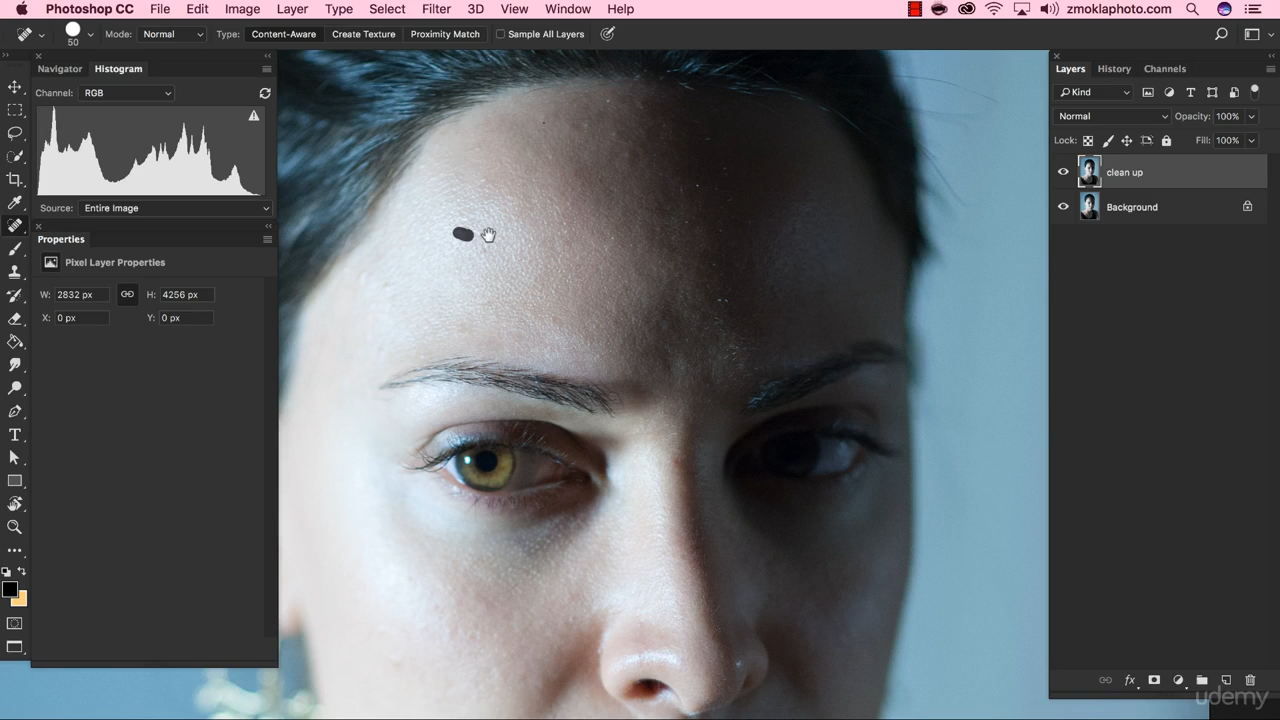 Photoshop CC File Edit Image Layer Type Select Filter 3D View Window Help zmoklaphoto.com
50 Mode: Normal Type: Content-Aware Create Texture Proximity Match Sample All Layers
Navigator Histogram
Channel: RGB
Source: Entire Image
Properties
Pixel Layer Properties
W: 2832 px H: 4256 px
X: 0 px Y: 0 px
Layers History Channels
Kind
Normal Opacity: 100%
Lock: Fill: 100%
clean up
Background
fx
udemy